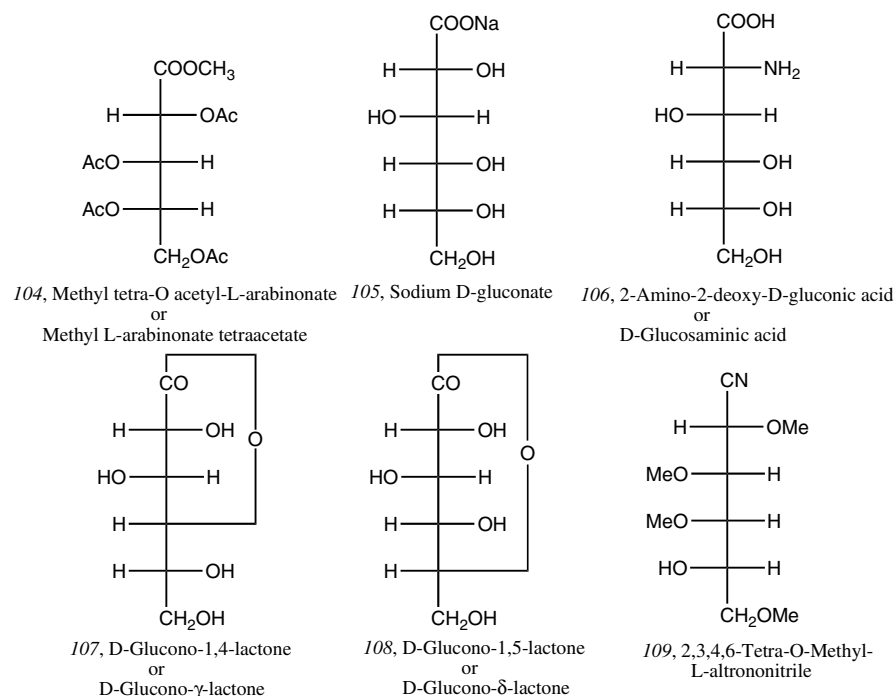 COOCH3
H OAc
AcO H
AcO H
CH2OAc
104, Methyl tetra-O acetyl-L-arabinonate
or
Methyl L-arabinonate tetraacetate
COONa
H OH
HO H
H OH
H OH
CH2OH
105, Sodium D-gluconate
COOH
H NH2
HO H
H OH
H OH
CH2OH
106, 2-Amino-2-deoxy-D-gluconic acid
or
D-Glucosaminic acid
CO
H OH
O
HO H
H
H OH
CH2OH
107, D-Glucono-1,4-lactone
or
D-Glucono-γ-lactone
CO
H OH
O
HO H
H OH
H
CH2OH
108, D-Glucono-1,5-lactone
or
D-Glucono-δ-lactone
CN
H OMe
MeO H
MeO H
HO H
CH2OMe
109, 2,3,4,6-Tetra-O-Methyl-
L-altrononitrile